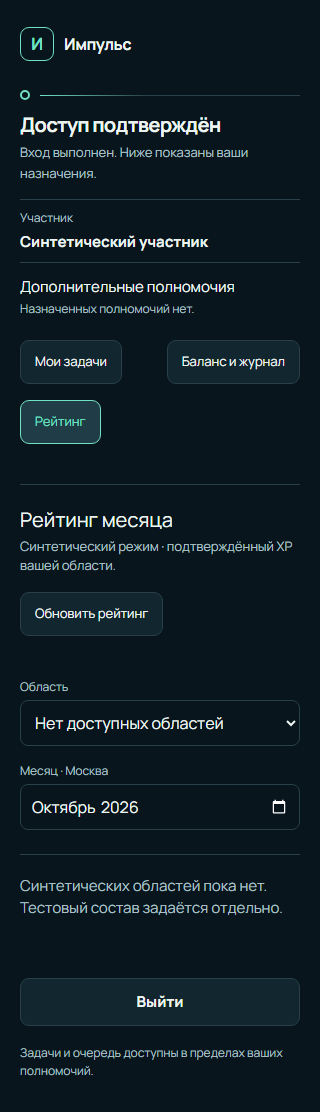 И Импульс
Доступ подтверждён
Вход выполнен. Ниже показаны ваши
назначения.
Участник
Синтетический участник
Дополнительные полномочия
Назначенных полномочий нет.
Мои задачи
Баланс и журнал
Рейтинг
Рейтинг месяца
Синтетический режим · подтверждённый XP
вашей области.
Обновить рейтинг
Область
Нет доступных областей
Месяц · Москва
Октябрь 2026
Синтетических областей пока нет.
Тестовый состав задаётся отдельно.
Выйти
Задачи и очередь доступны в пределах ваших
полномочий.